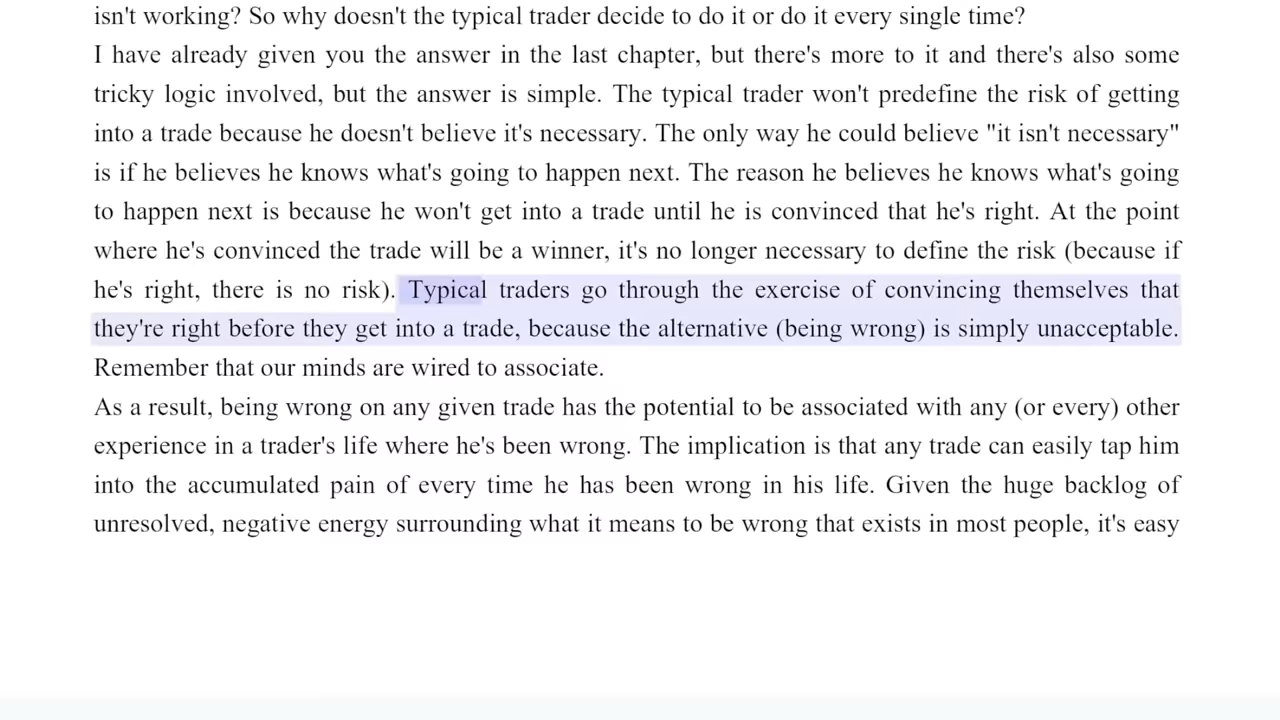 isn't working? So why doesn't the typical trader decide to do it or do it every single time?
I have already given you the answer in the last chapter, but there's more to it and there's also some
tricky logic involved, but the answer is simple. The typical trader won't predefine the risk of getting
into a trade because he doesn't believe it's necessary. The only way he could believe "it isn't necessary"
is if he believes he knows what's going to happen next. The reason he believes he knows what's going
to happen next is because he won't get into a trade until he is convinced that he's right. At the point
where he's convinced the trade will be a winner, it's no longer necessary to define the risk (because if
he's right, there is no risk). Typical traders go through the exercise of convincing themselves that
they're right before they get into a trade, because the alternative (being wrong) is simply unacceptable.
Remember that our minds are wired to associate.
As a result, being wrong on any given trade has the potential to be associated with any (or every) other
experience in a trader's life where he's been wrong. The implication is that any trade can easily tap him
into the accumulated pain of every time he has been wrong in his life. Given the huge backlog of
unresolved, negative energy surrounding what it means to be wrong that exists in most people, it's easy